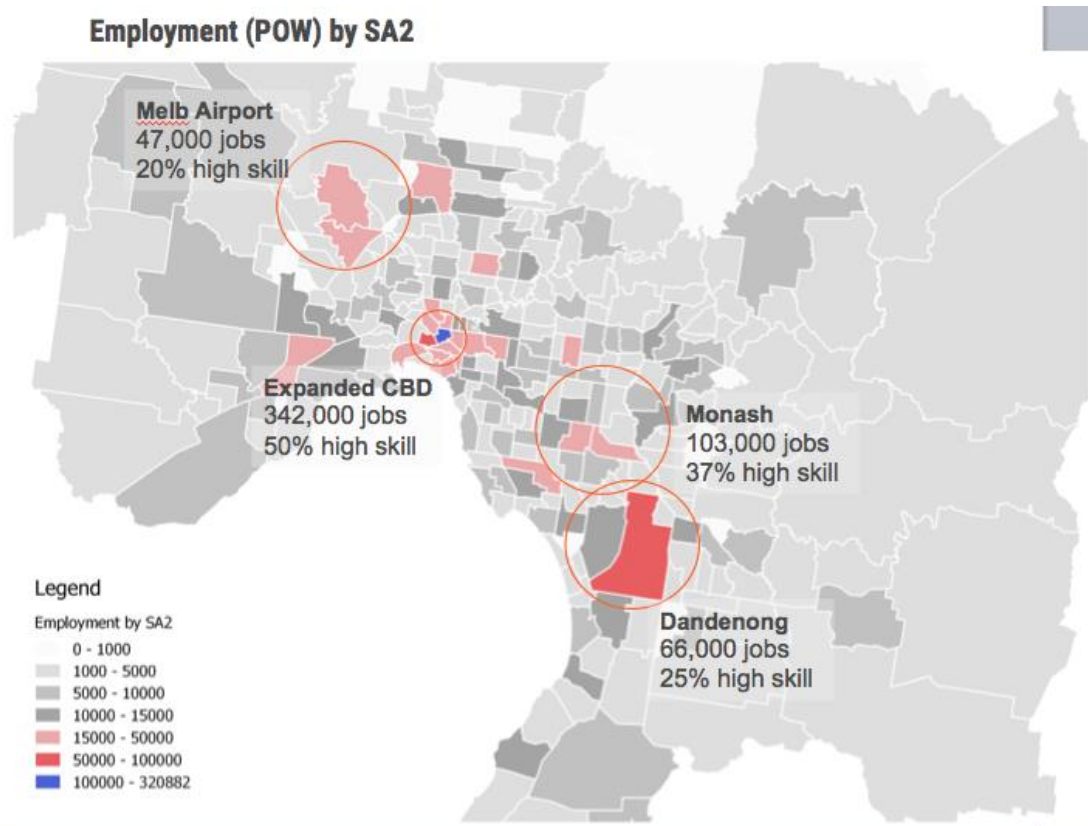 Employment (POW) by SA2
Melb Airport
47,000 jobs
20% high skill
Expanded CBD
342,000 jobs
50% high skill
Monash
103,000 jobs
37% high skill
Dandenong
66,000 jobs
25% high skill
Legend
Employment by SA2
0 - 1000
1000 - 5000
5000 - 10000
10000 - 15000
15000 - 50000
50000 - 100000
100000 - 320882